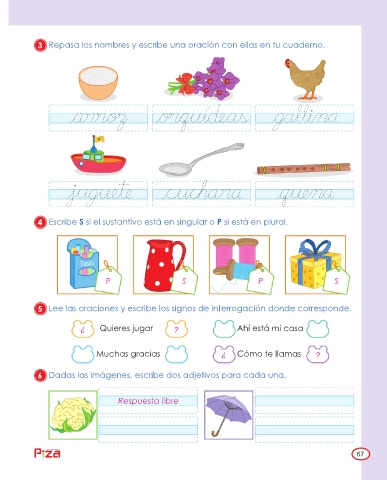 3 Repasa los nombres y escribe una oración con ellas en tu cuaderno.
arroz orquídeas gallina
juguete cuchara quena
4 Escribe S si el sustantivo está en singular o P si está en plural.
Tizas
P S P S
5 Lee las oraciones y escribe los signos de interrogación donde corresponde.
¿ Quieres jugar ? Ahí está mi casa
Muchas gracias ¿ Cómo te llamas ?
6 Dadas las imágenes, escribe dos adjetivos para cada una.
Respuesta libre
Piza
67